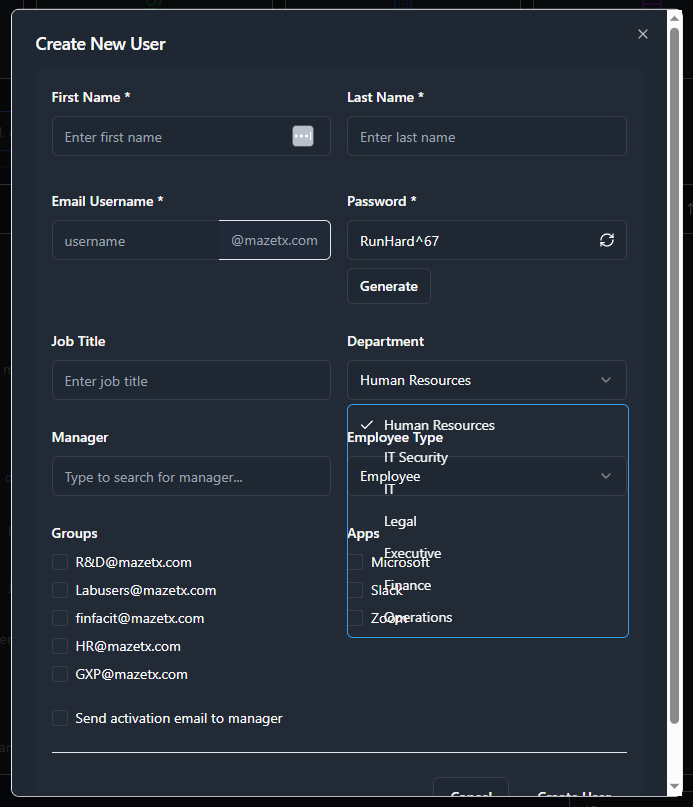 Create New User
First Name *
Last Name *
Enter first name
Enter last name
Email Username *
Password *
username
@mazetx.com
RunHard^67
Generate
Job Title
Department
Enter job title
Human Resources
Human Resources
Manager
Employee Type
IT Security
Type to search for manager...
Employee
IT
Legal
Groups
Apps
Executive
R&D@mazetx.com
Microsoft
Finance
Labusers@mazetx.com
Slack
finfacit@mazetx.com
Zoom
Operations
HR@mazetx.com
GXP@mazetx.com
Send activation email to manager
Cancel
Create User